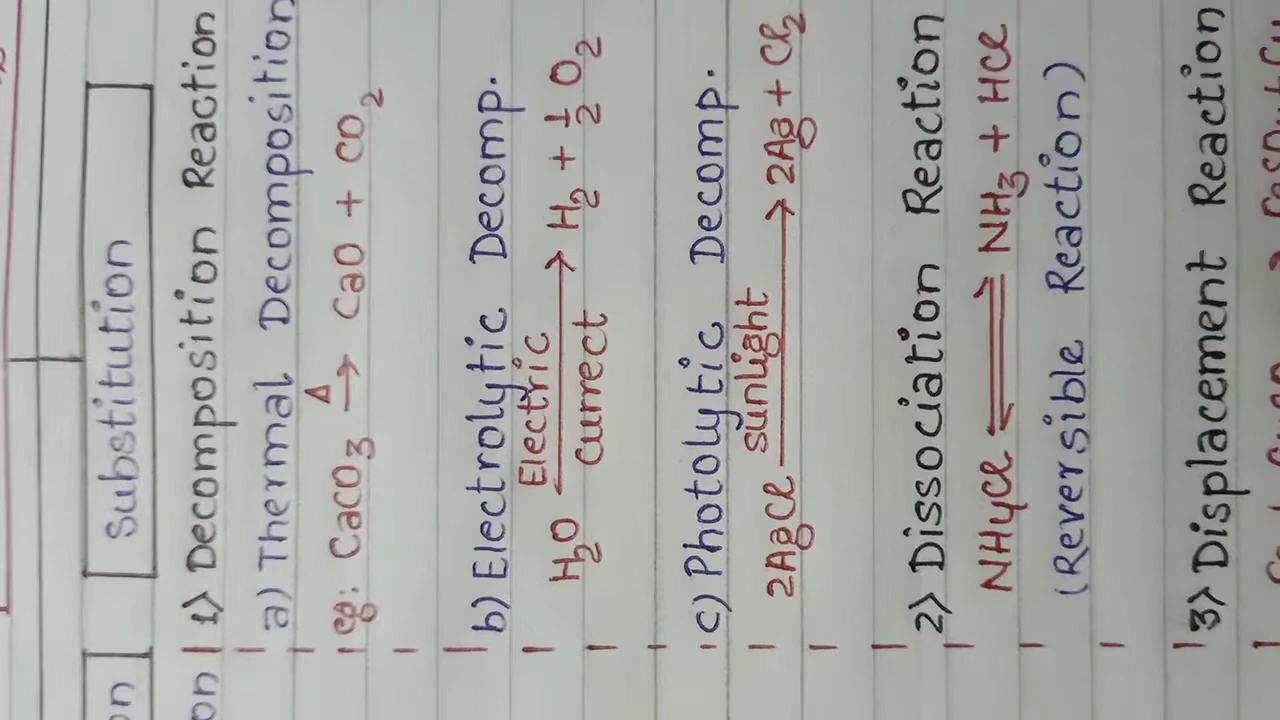 Substitution
1) Decomposition Reaction
a) Thermal Decomposition
eg: CaCO3 Δ→ CaO + CO2
b) Electrolytic Decomp.
Electric
H2O → H2 + 1/2 O2
Currect
c) Photolytic Decomp.
sunlight
2AgCl → 2Ag + Cl2
2) Dissociation Reaction
NH4Cl ⇌ NH3 + HCl
(Reversible Reaction)
3) Displacement Reaction